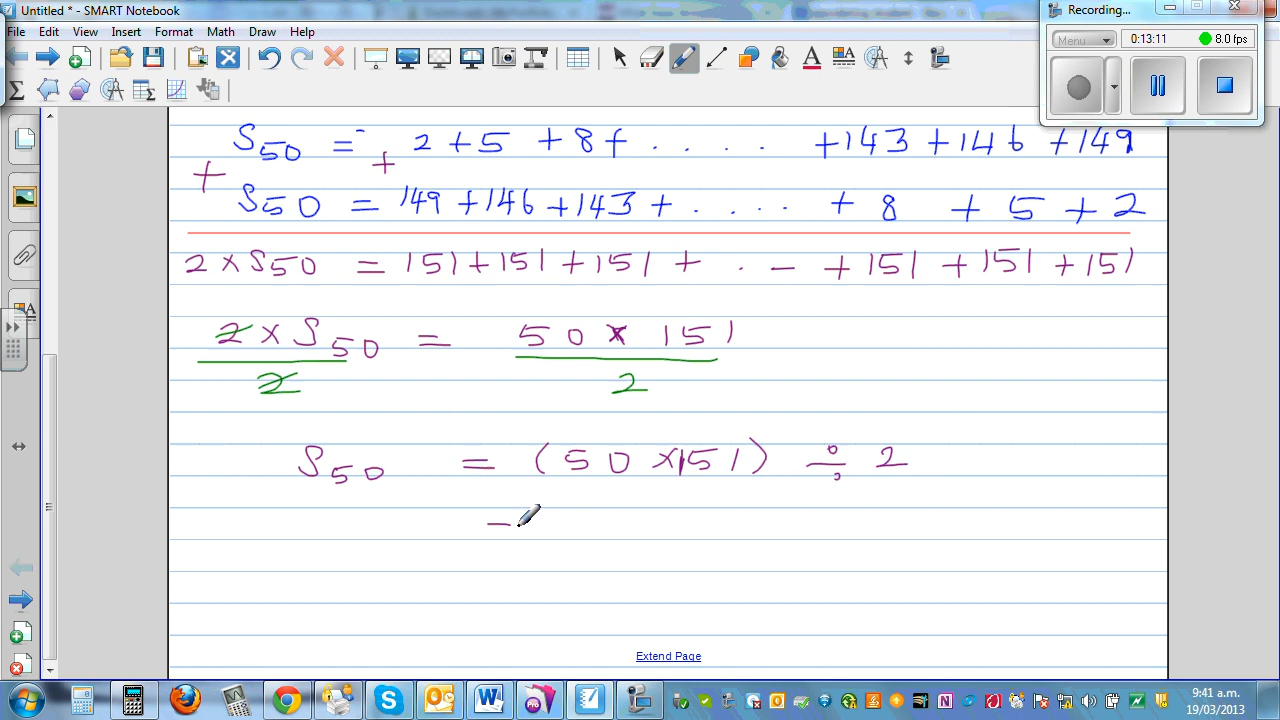 Untitled * - SMART Notebook
Recording...
File Edit View Insert Format Math Draw Help
Menu
0:13:11
8.0 fps
S50 = 2 + 5 + 8 + . . . . +143 + 146 + 149
+ +
S50 = 149 + 146 + 143 + . . . . + 8 + 5 + 2
2 × S50 = 151 + 151 + 151 + . . - + 151 + 151 + 151
2 × S50 = 50 × 151
2 2
S50 = (50 × 151) ÷ 2
-
Extend Page
9:41 a.m.
19/03/2013